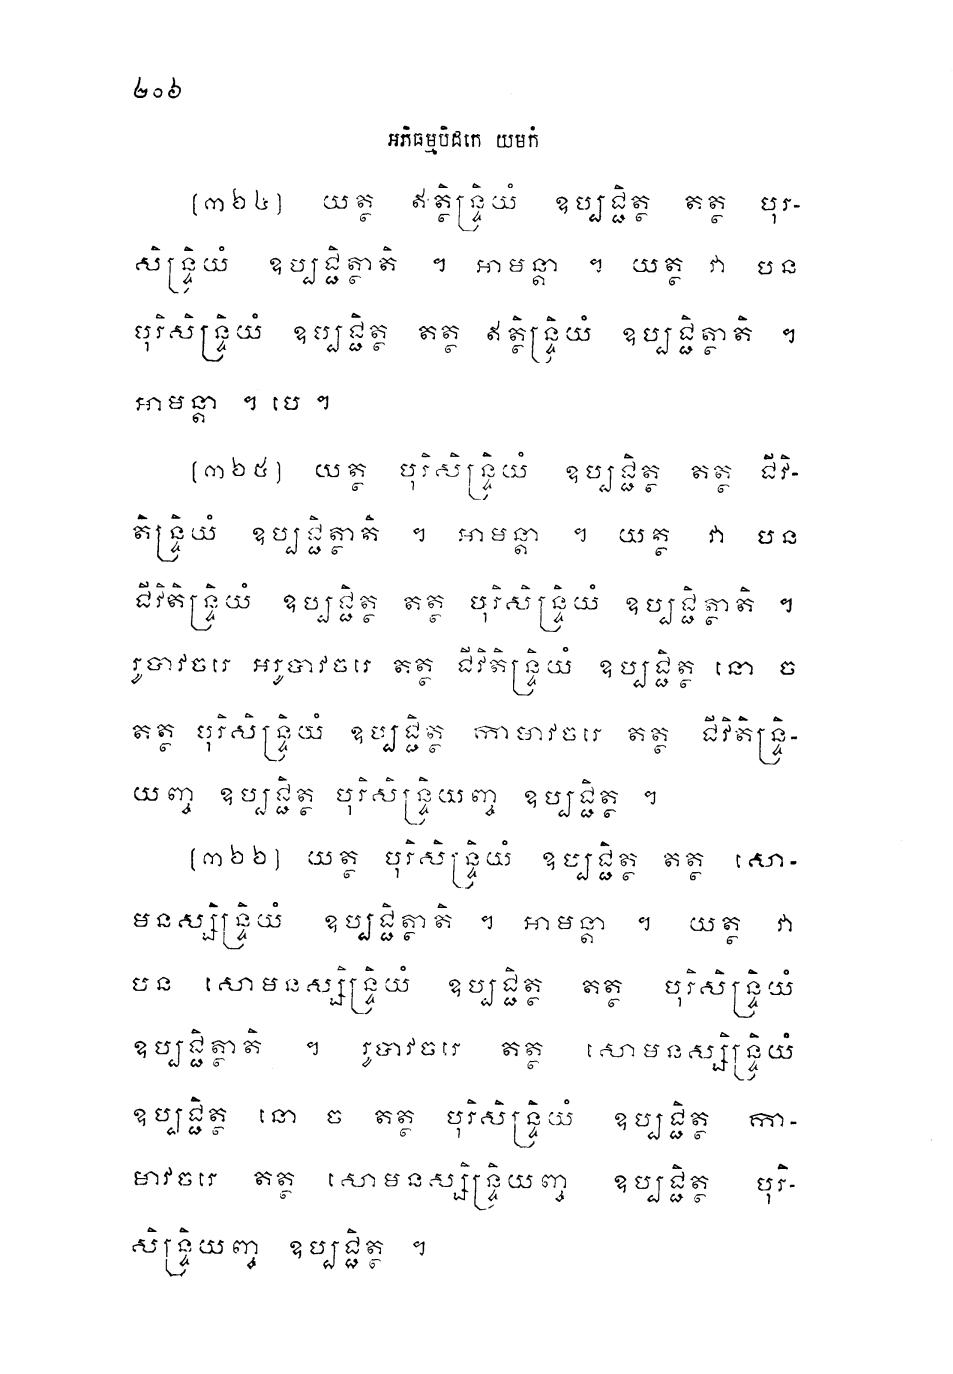 ២០៦
អភិធម្មបិដកេ យមកំ
(៣៦៤) យត្ថ ឥត្ថិន្ទ្រិយំ ឧប្បជ្ជិត្ថ តត្ថ បុរ-
សិន្ទ្រិយំ ឧប្បជ្ជិត្ថាតិ ។ អាមន្តា ។ យត្ថ វា បន
បុរិសិន្ទ្រិយំ ឧប្បជ្ជិត្ថ តត្ថ ឥត្ថិន្ទ្រិយំ ឧប្បជ្ជិត្ថាតិ ។
អាមន្តា ។ បេ ។
(៣៦៥) យត្ថ បុរិសិន្ទ្រិយំ ឧប្បជ្ជិត្ថ តត្ថ ជីវិ-
តិន្ទ្រិយំ ឧប្បជ្ជិត្ថាតិ ។ អាមន្តា ។ យត្ថ វា បន
ជីវិតិន្ទ្រិយំ ឧប្បជ្ជិត្ថ តត្ថ បុរិសិន្ទ្រិយំ ឧប្បជ្ជិត្ថាតិ ។
រូបាវចរេ អរូបាវចរេ តត្ថ ជីវិតិន្ទ្រិយំ ឧប្បជ្ជិត្ថ នោ ច
តត្ថ បុរិសិន្ទ្រិយំ ឧប្បជ្ជិត្ថ កាមាវចរេ តត្ថ ជីវិតិន្ទ្រិ-
យញ្ច ឧប្បជ្ជិត្ថ បុរិសិន្ទ្រិយញ្ច ឧប្បជ្ជិត្ថ ។
(៣៦៦) យត្ថ បុរិសិន្ទ្រិយំ ឧប្បជ្ជិត្ថ តត្ថ សោ-
មនស្សិន្ទ្រិយំ ឧប្បជ្ជិត្ថាតិ ។ អាមន្តា ។ យត្ថ វា
បន សោមនស្សិន្ទ្រិយំ ឧប្បជ្ជិត្ថ តត្ថ បុរិសិន្ទ្រិយំ
ឧប្បជ្ជិត្ថាតិ ។ រូបាវចរេ តត្ថ សោមនស្សិន្ទ្រិយំ
ឧប្បជ្ជិត្ថ នោ ច តត្ថ បុរិសិន្ទ្រិយំ ឧប្បជ្ជិត្ថ កា-
មាវចរេ តត្ថ សោមនស្សិន្ទ្រិយញ្ច ឧប្បជ្ជិត្ថ បុរិ-
សិន្ទ្រិយញ្ច ឧប្បជ្ជិត្ថ ។